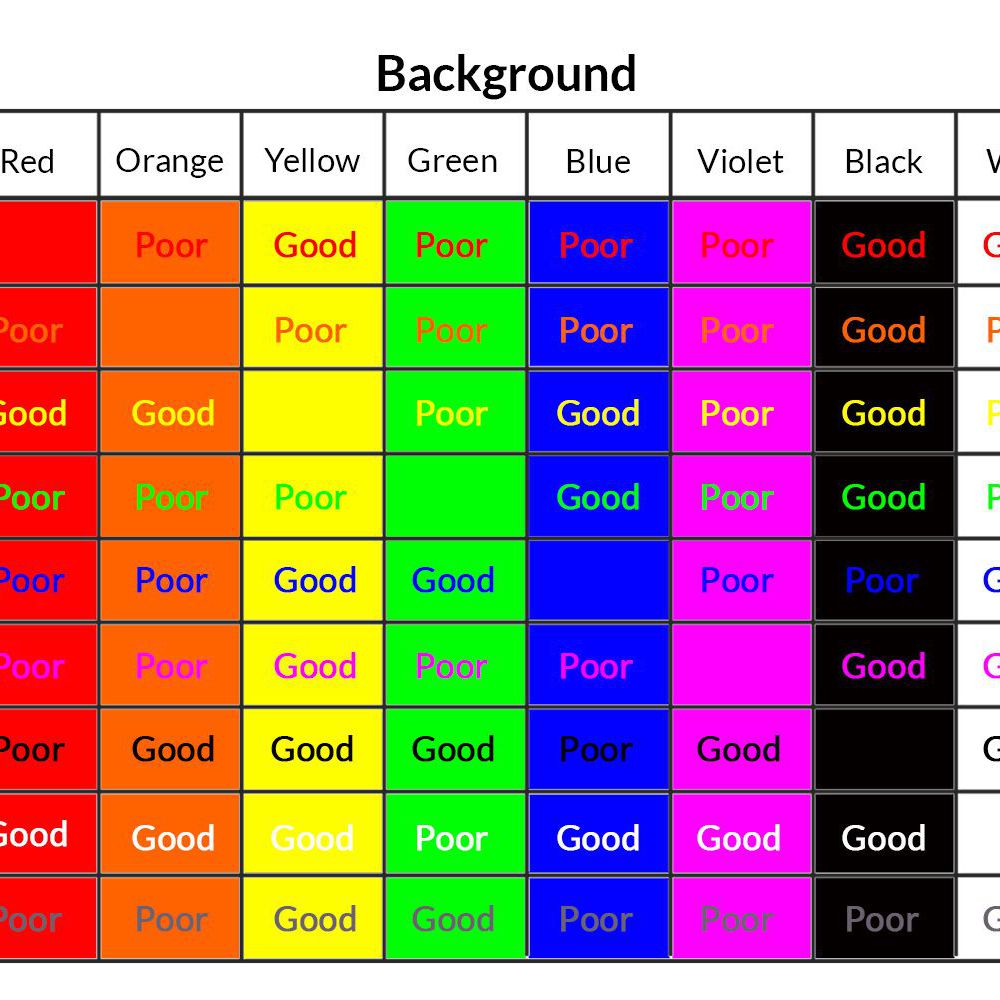 Background
Red Orange Yellow Green Blue Violet Black
Poor Good Poor Poor Poor Good
Poor Poor Poor Poor Poor Good
Good Good Poor Good Poor Good
Poor Poor Poor Good Poor Good
Poor Poor Good Good Poor Poor
Poor Poor Good Poor Poor Good
Poor Good Good Good Poor Good
Good Good Good Poor Good Good Good
Poor Poor Good Good Poor Poor Poor